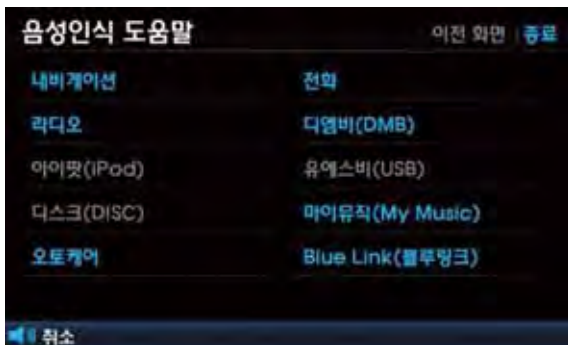 음성인식 도움말 이전 화면 종료
내비게이션 전화
라디오 디엠비(DMB)
아이팟(iPod) 유에스비(USB)
디스크(DISC) 마이뮤직(My Music)
오토케어 Blue Link(블루링크)
취소